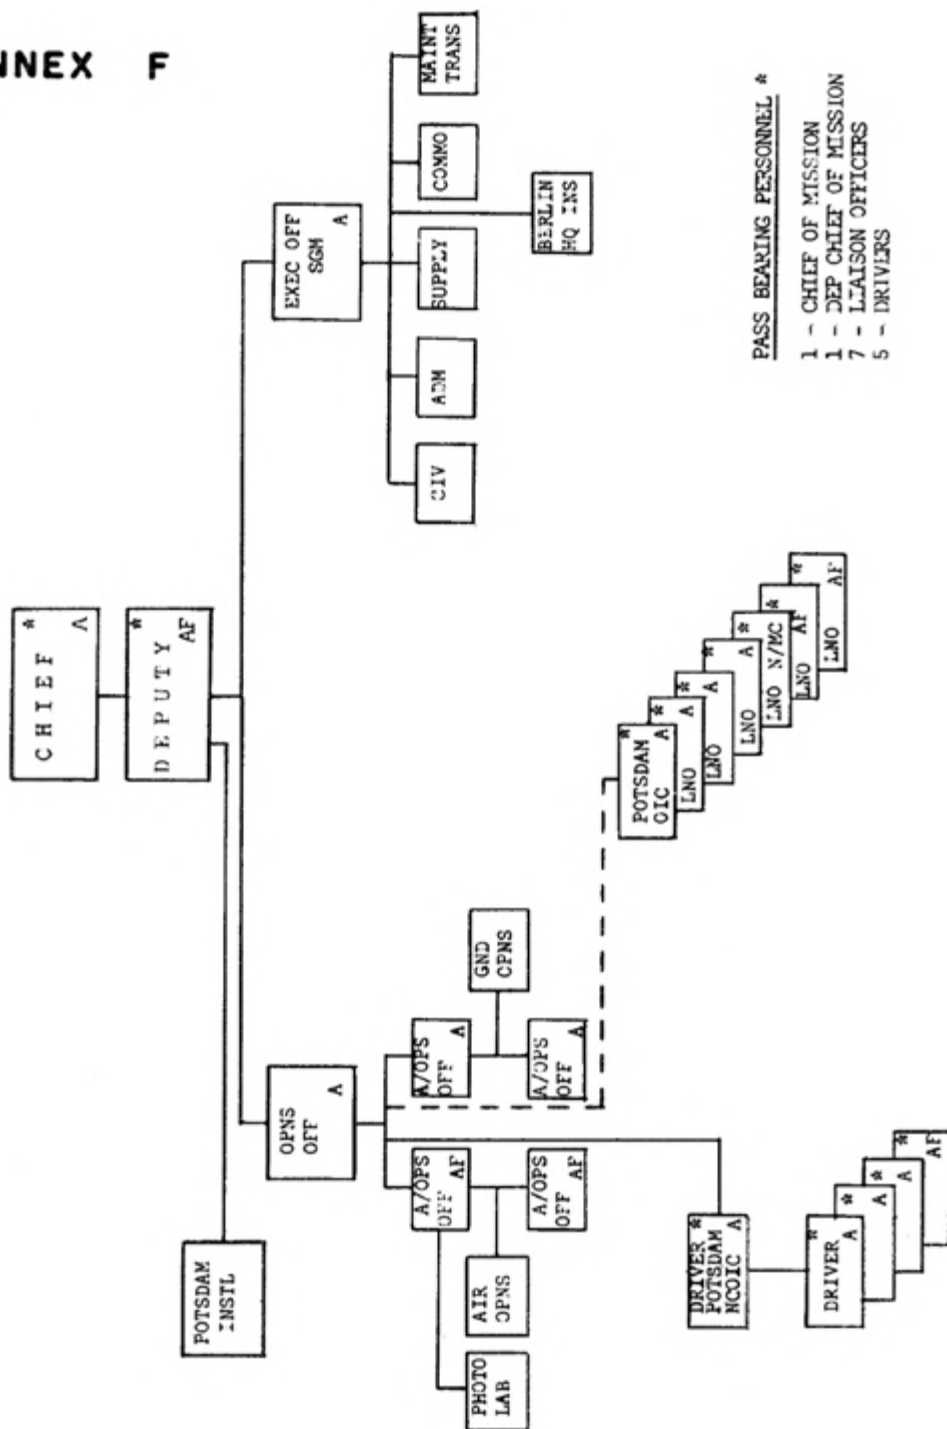 NNEX F
CHIEF *
A
DEPUTY *
AF
POTSDAM
INSTL
OPNS
OFF A
EXEC OFF
SGM A
A/OPS
OFF AF
A/OPS
OFF A
PHOTO
LAB
AIR
OPNS
GND
OPNS
A/OPS
OFF AF
A/OPS
OFF A
CIV
ADM
SUPPLY
COMMO
MAINT
TRANS
BERLIN
HQ INS
POTSDAM *
OIC A
LNO A *
LNO A *
LNO A *
LNO N/MC *
LNO AF *
LNO AF *
DRIVER *
POTSDAM
NCOIC A
DRIVER *
A
* A
* A
* AF
PASS BEARING PERSONNEL *
1 - CHIEF OF MISSION
1 - DEP CHIEF OF MISSION
7 - LIAISON OFFICERS
5 - DRIVERS